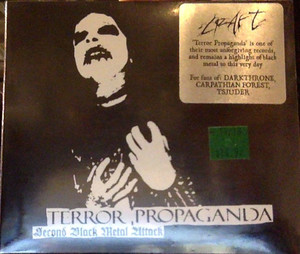 CRAFT
'Terror Propaganda' is one of
their most unforgiving records,
and remains a highlight of black
metal to this very day
For fans of: DARKTHRONE,
CARPATHIAN FOREST,
TSJUDER
TERROR PROPAGANDA
Second Black Metal Attack